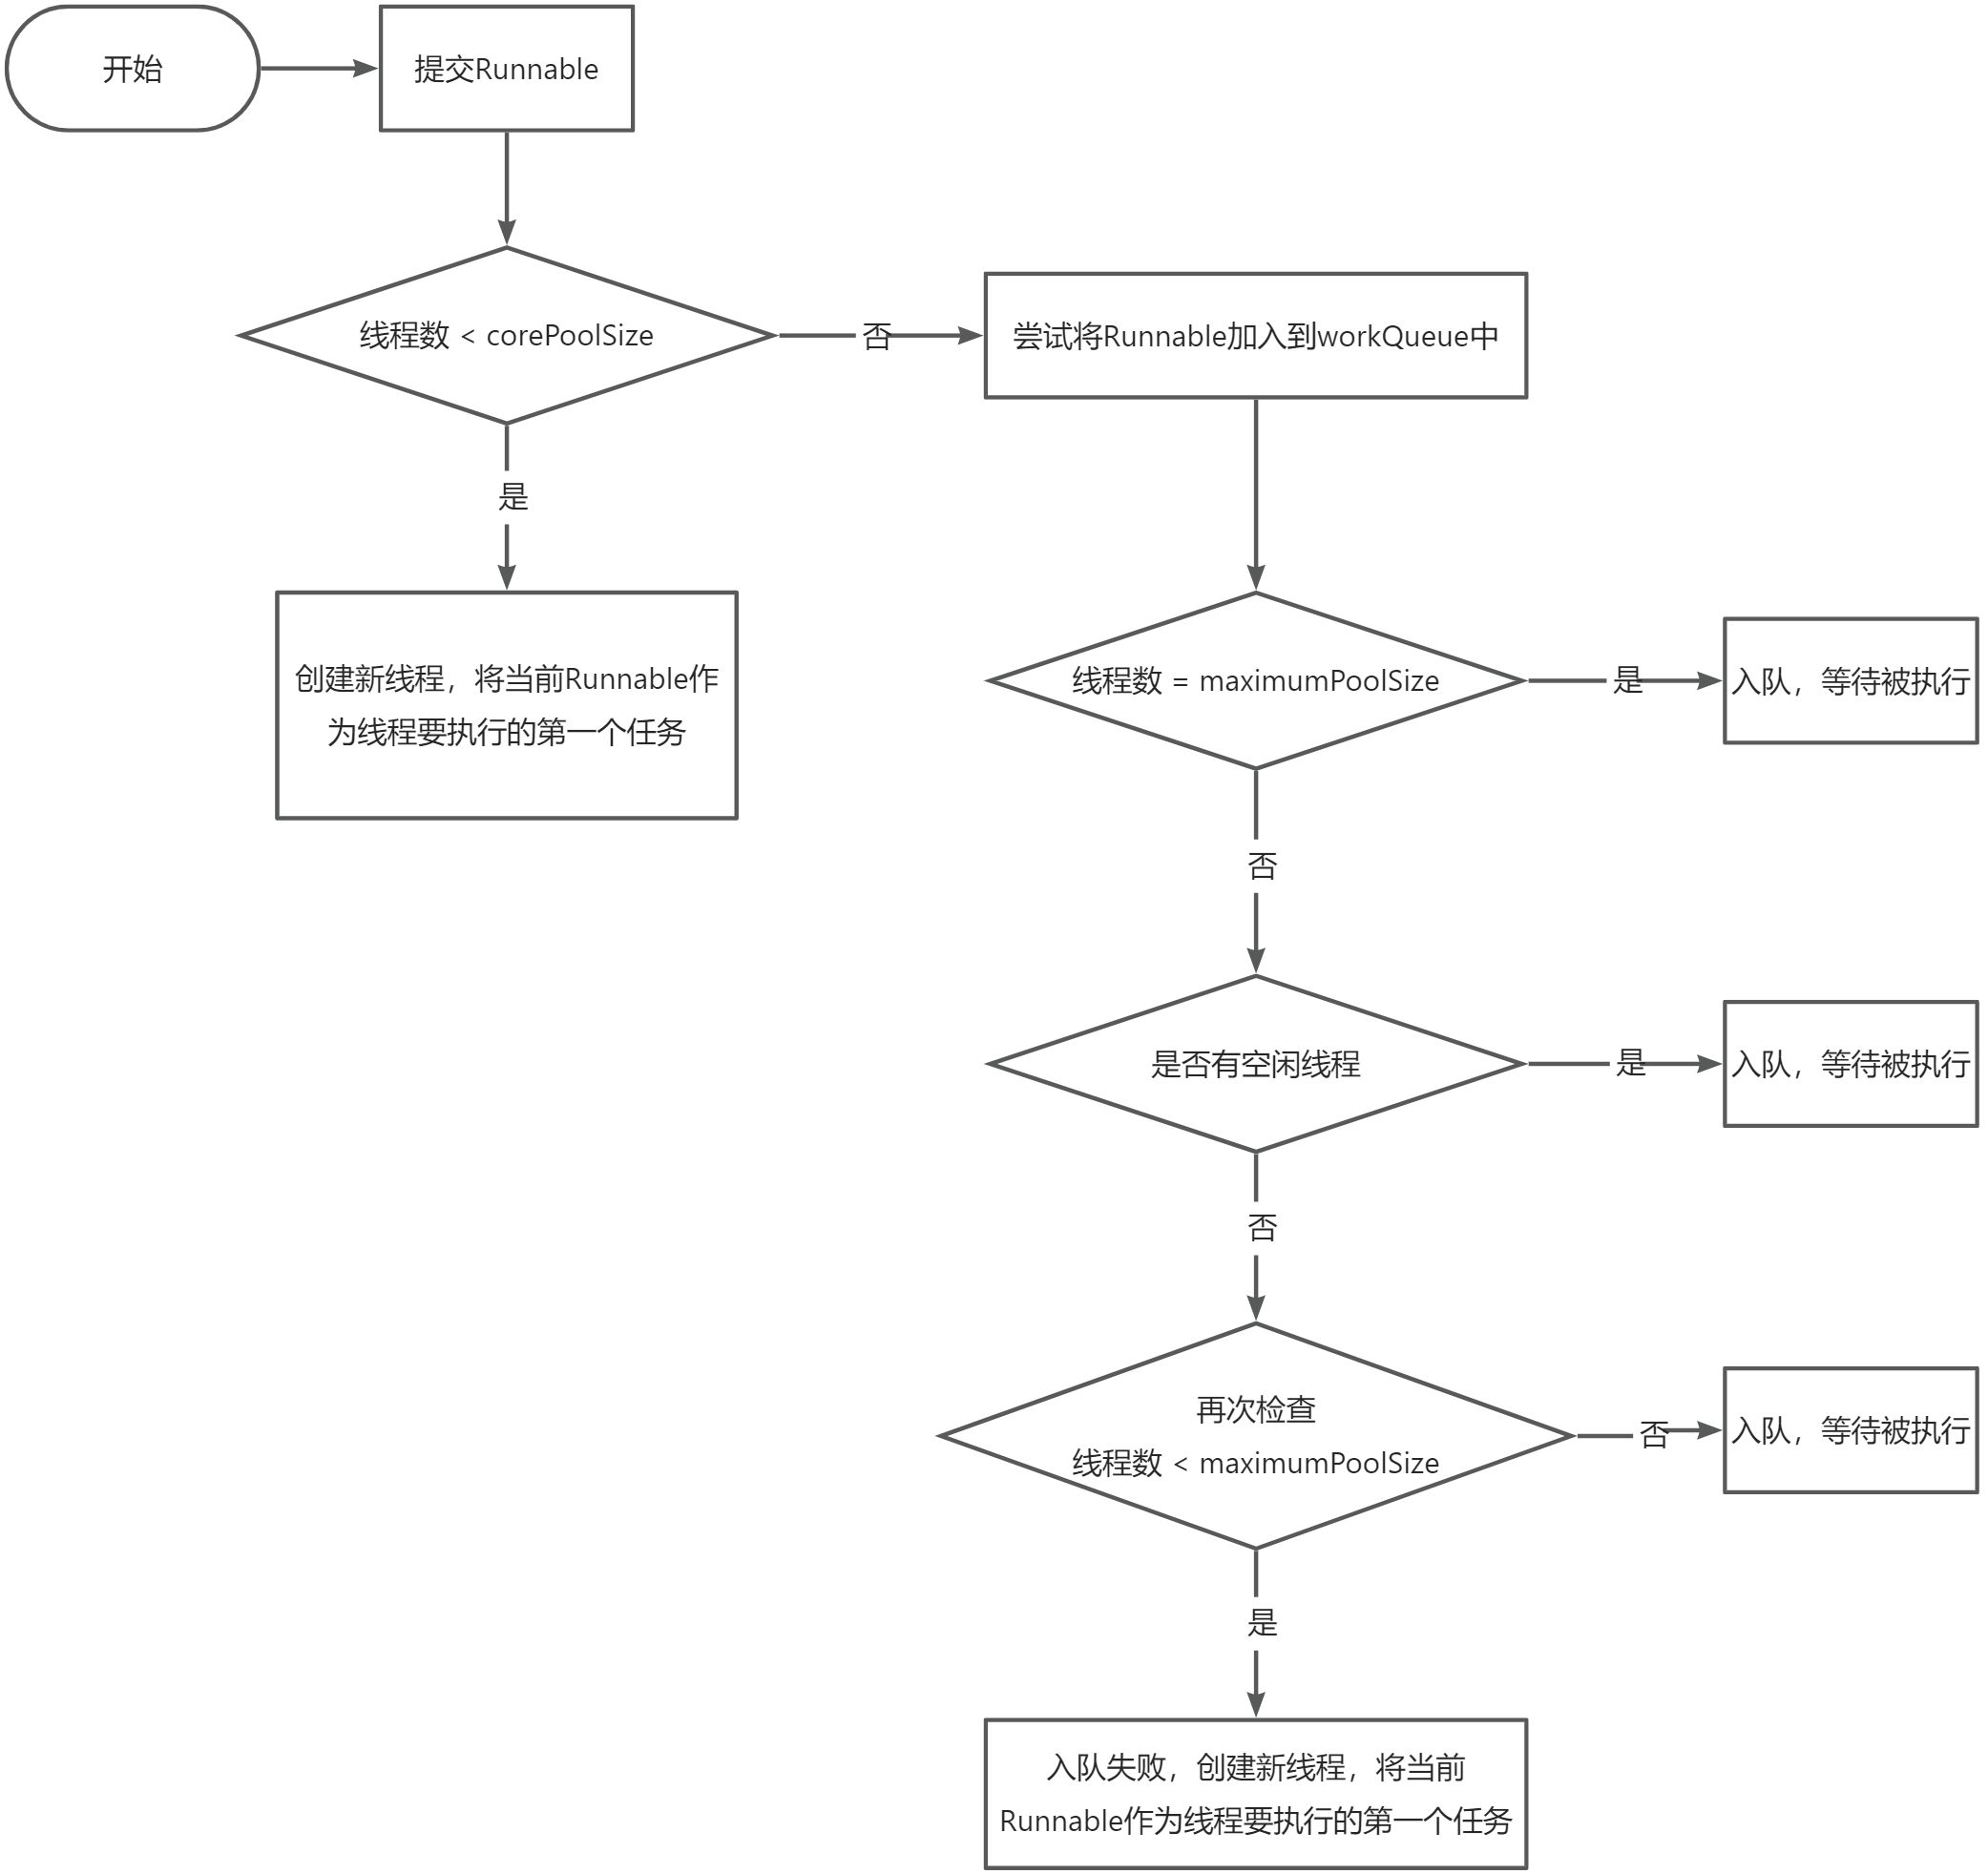 开始
提交Runnable
线程数 < corePoolSize
否
尝试将Runnable加入到workQueue中
是
创建新线程，将当前Runnable作
为线程要执行的第一个任务
线程数 = maximumPoolSize
是
入队，等待被执行
否
是否有空闲线程
是
入队，等待被执行
否
再次检查
线程数 < maximumPoolSize
否
入队，等待被执行
是
入队失败，创建新线程，将当前
Runnable作为线程要执行的第一个任务